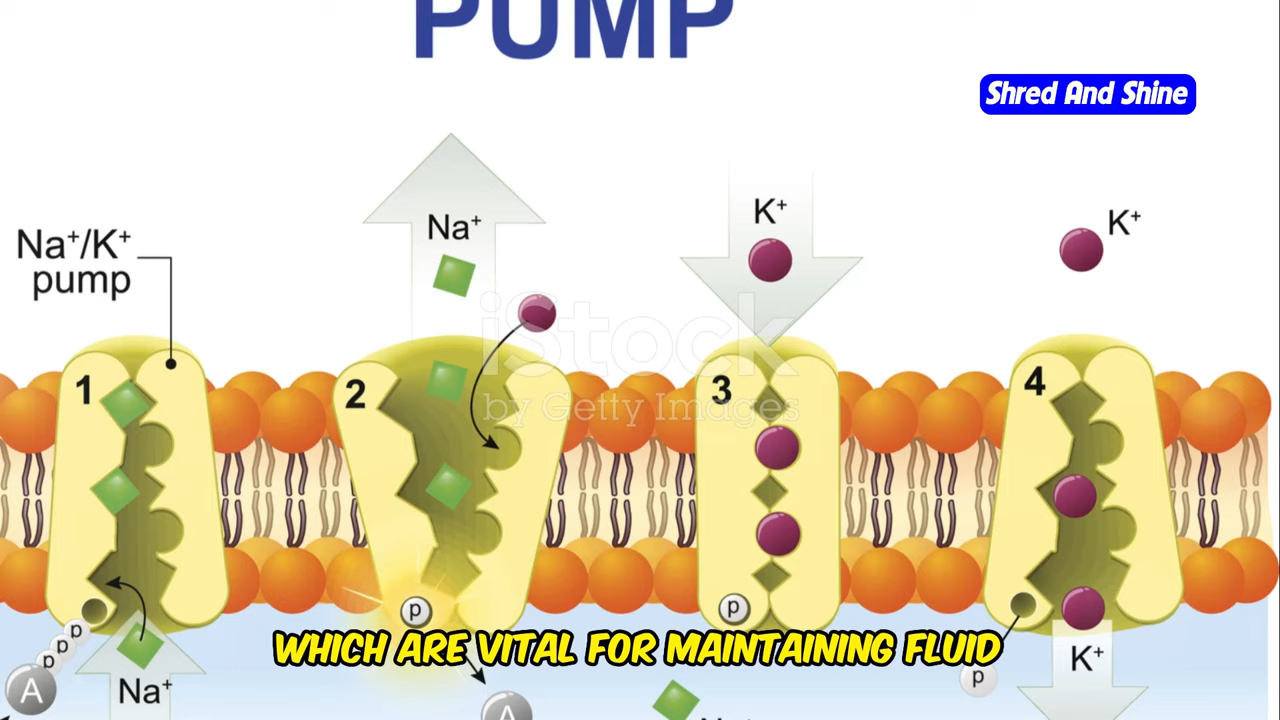 PUMP
Shred And Shine
Na⁺
K⁺
K⁺
Na⁺/K⁺
pump
iStock
by Getty Images
1
2
3
4
p
p
p
p
p
WHICH ARE VITAL FOR MAINTAINING FLUID
A
Na⁺
K⁺
p
A